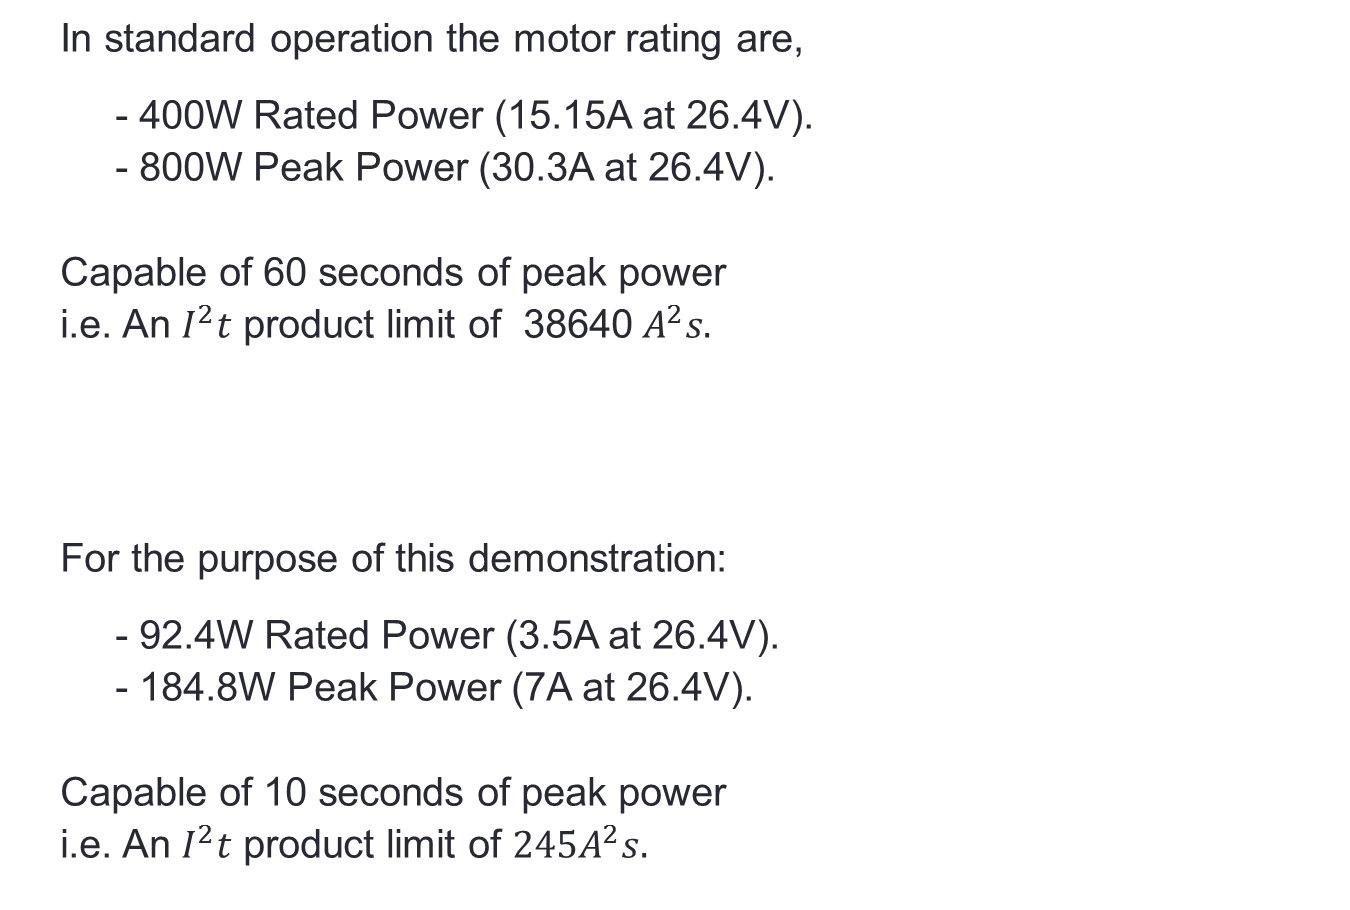 In standard operation the motor rating are,
- 400W Rated Power (15.15A at 26.4V).
- 800W Peak Power (30.3A at 26.4V).
Capable of 60 seconds of peak power
i.e. An I²t product limit of 38640 A²s.
For the purpose of this demonstration:
- 92.4W Rated Power (3.5A at 26.4V).
- 184.8W Peak Power (7A at 26.4V).
Capable of 10 seconds of peak power
i.e. An I²t product limit of 245A²s.